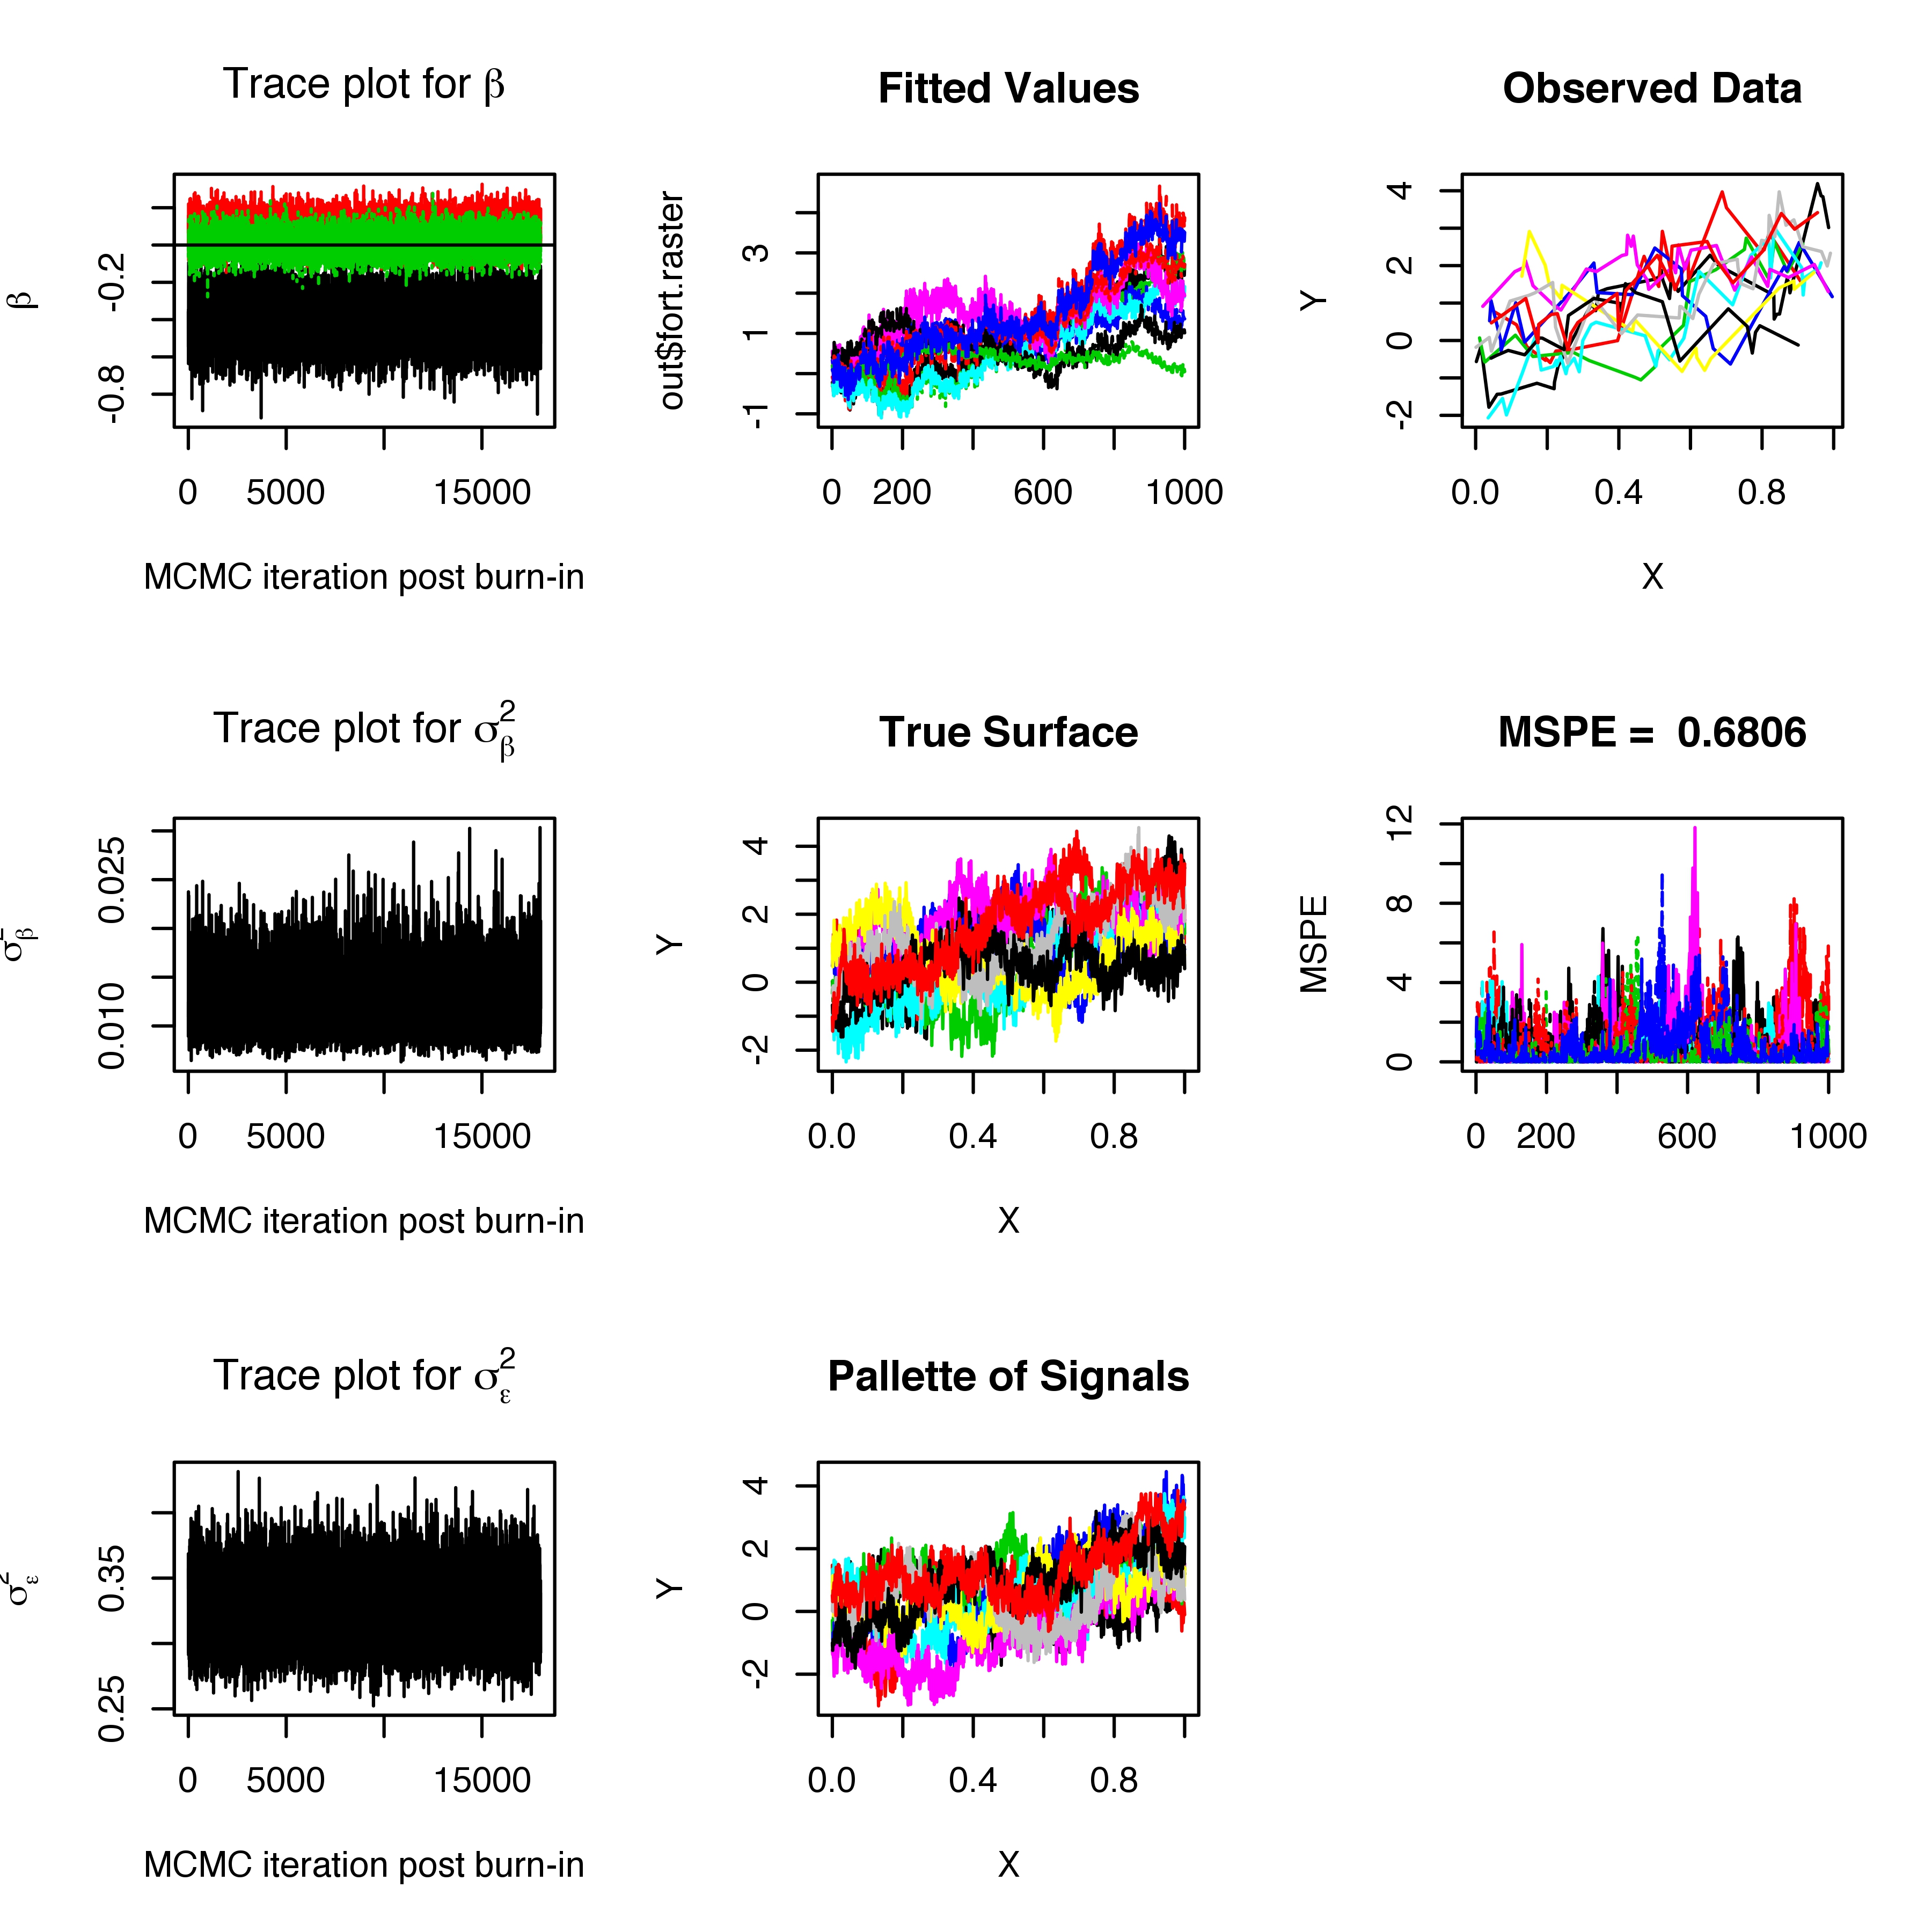 Trace plot for β
β
-0.8
-0.2
0
5000
15000
MCMC iteration post burn-in
Fitted Values
out$fort.raster
-1
1
3
0
200
600
1000
Observed Data
Y
-2
0
2
4
0.0
0.4
0.8
X
Trace plot for σ²β
σ²β
0.010
0.025
0
5000
15000
MCMC iteration post burn-in
True Surface
Y
-2
0
2
4
0.0
0.4
0.8
X
MSPE = 0.6806
MSPE
0
4
8
12
0
200
600
1000
Trace plot for σ²ε
σ²ε
0.25
0.35
0
5000
15000
MCMC iteration post burn-in
Pallette of Signals
Y
-2
0
2
4
0.0
0.4
0.8
X